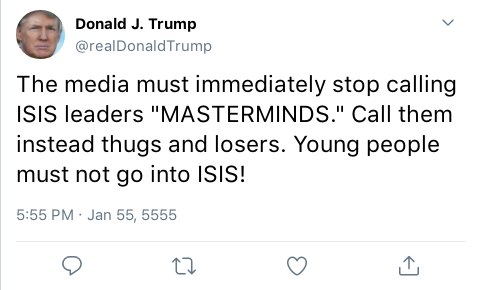 Donald J. Trump
@realDonaldTrump
The media must immediately stop calling
ISIS leaders "MASTERMINDS." Call them
instead thugs and losers. Young people
must not go into ISIS!
5:55 PM · Jan 55, 5555